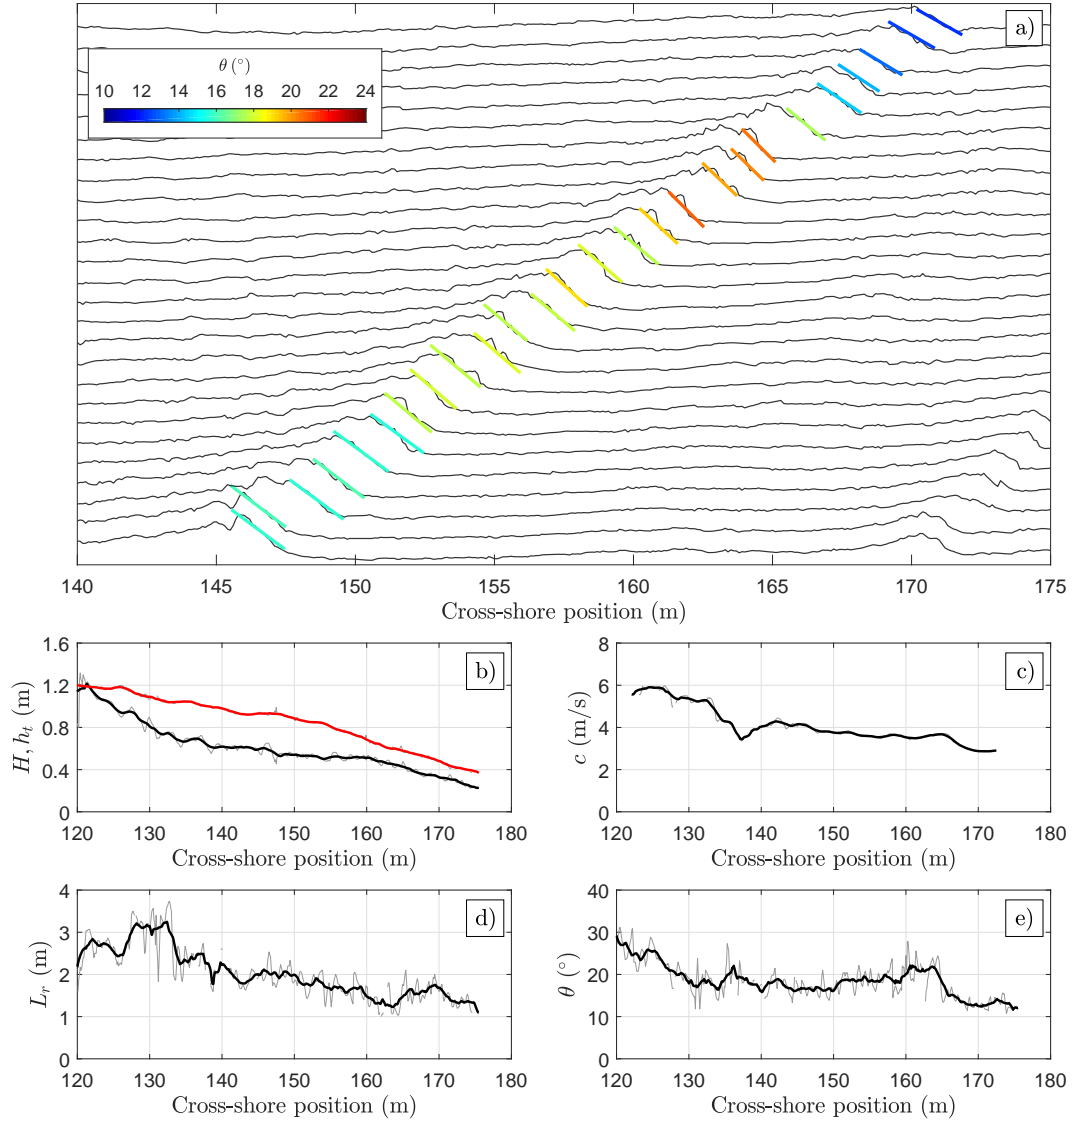 a)
θ (°)
10 12 14 16 18 20 22 24
140 145 150 155 160 165 170 175
Cross-shore position (m)
b)
H, h_t (m)
1.6
1.2
0.8
0.4
0
120 130 140 150 160 170 180
Cross-shore position (m)
c)
c (m/s)
8
6
4
2
0
120 130 140 150 160 170 180
Cross-shore position (m)
d)
L_r (m)
4
3
2
1
0
120 130 140 150 160 170 180
Cross-shore position (m)
e)
θ (°)
40
30
20
10
0
120 130 140 150 160 170 180
Cross-shore position (m)